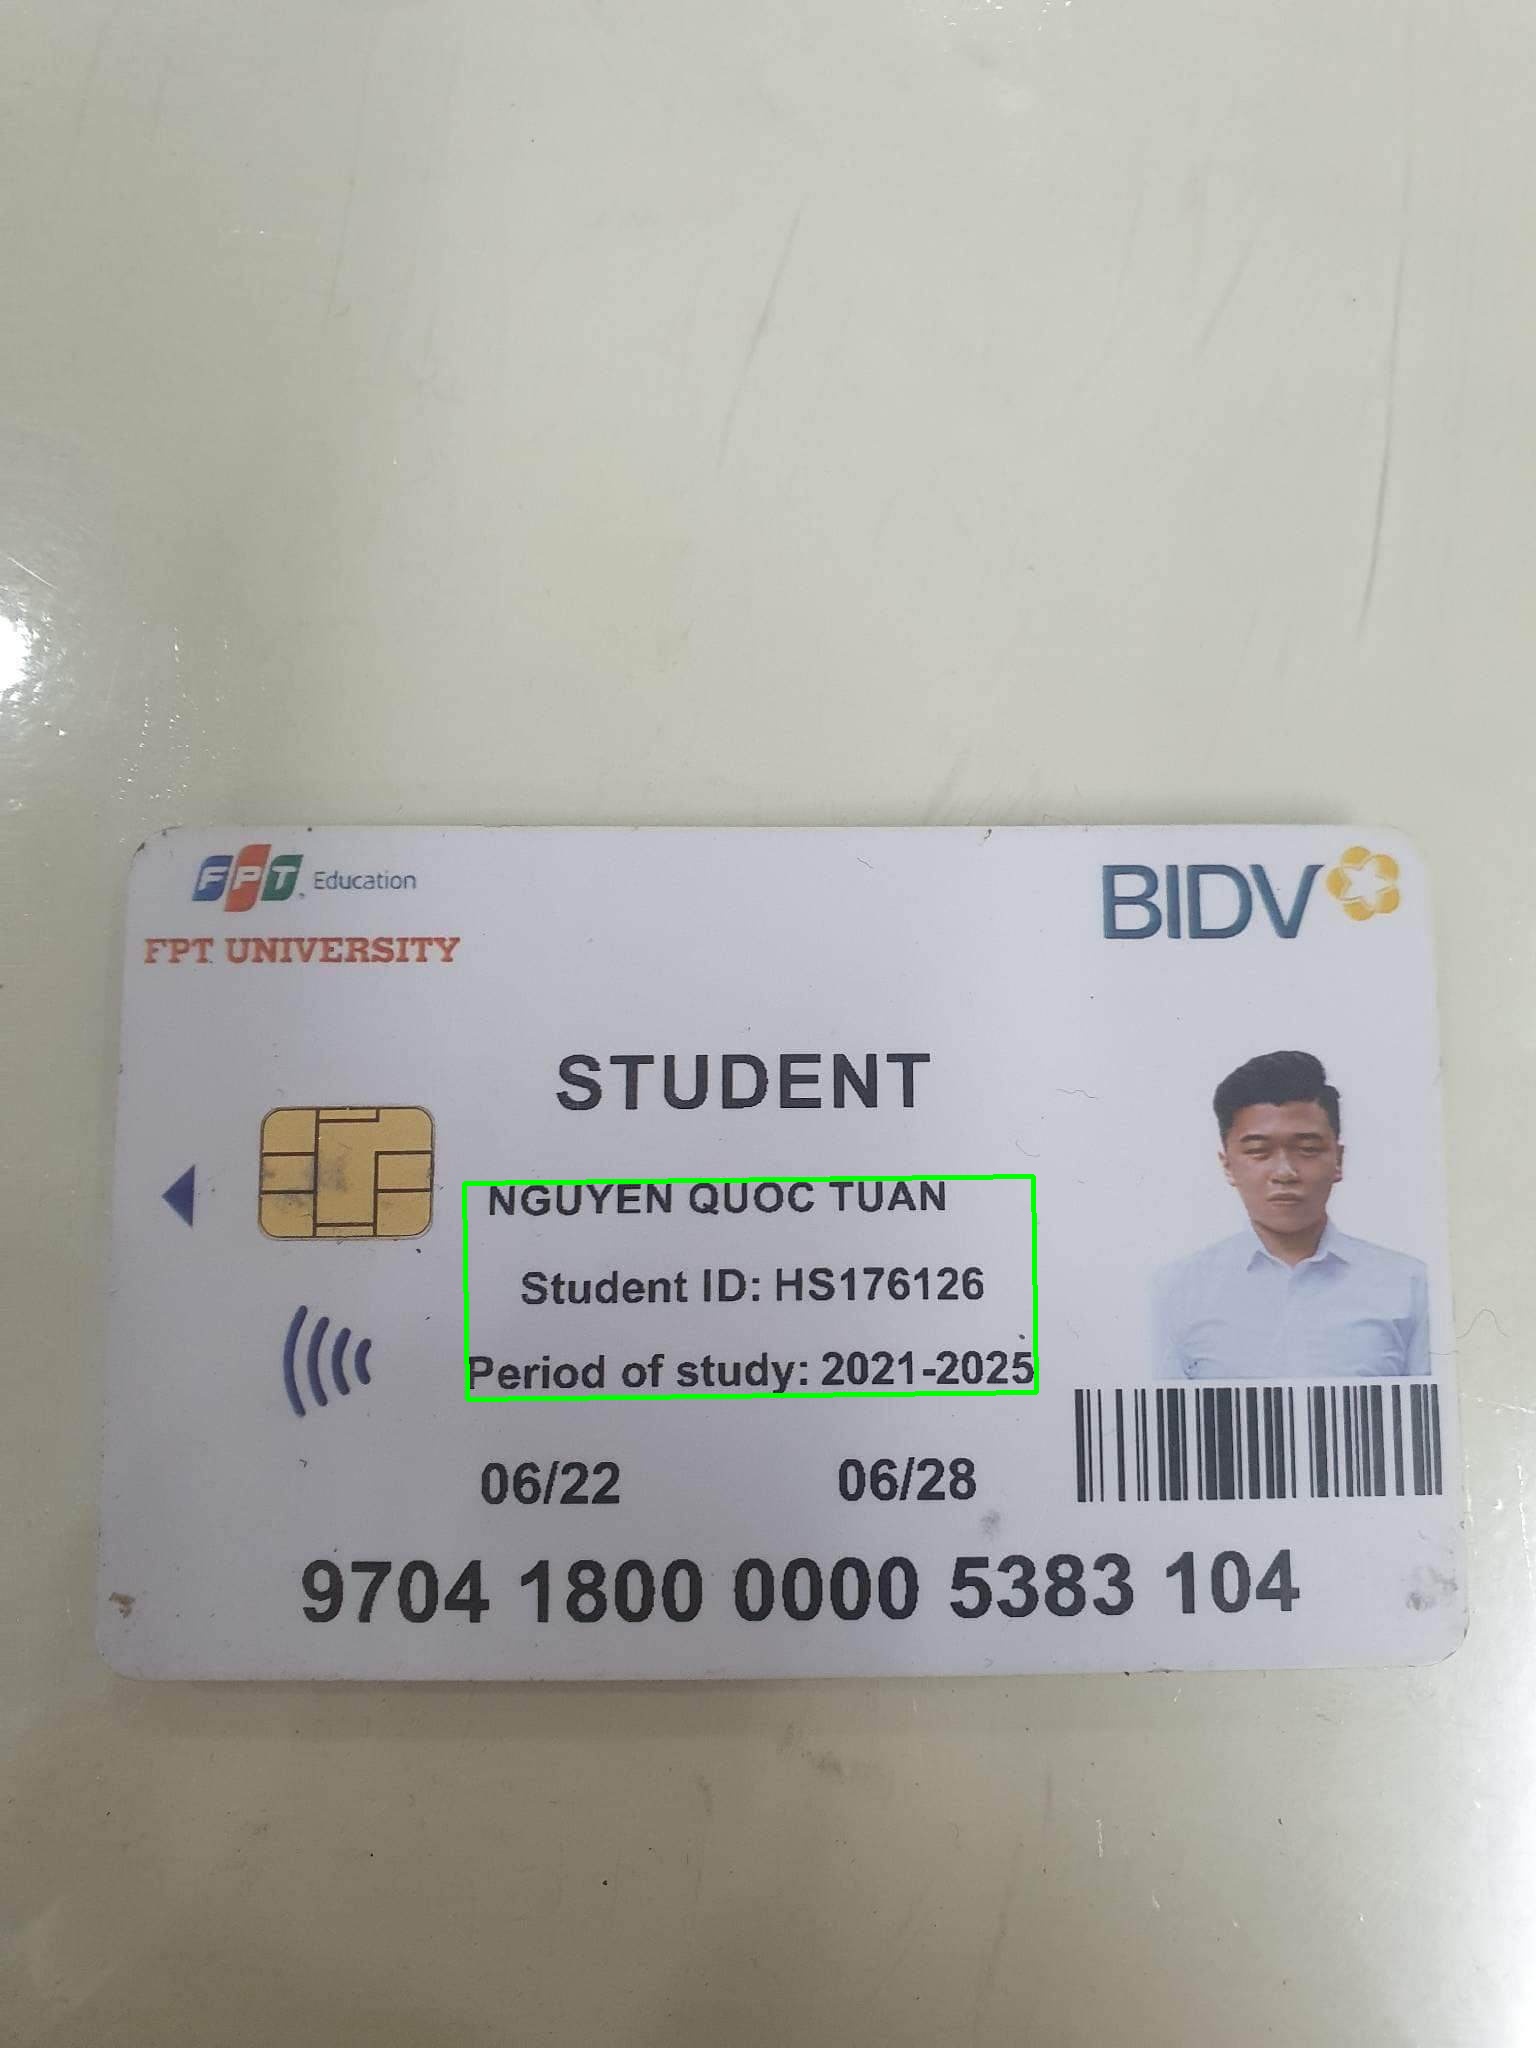 FPT Education
BIDV
FPT UNIVERSITY
STUDENT
NGUYEN QUOC TUAN
Student ID: HS176126
Period of study: 2021-2025
06/22 06/28
9704 1800 0000 5383 104